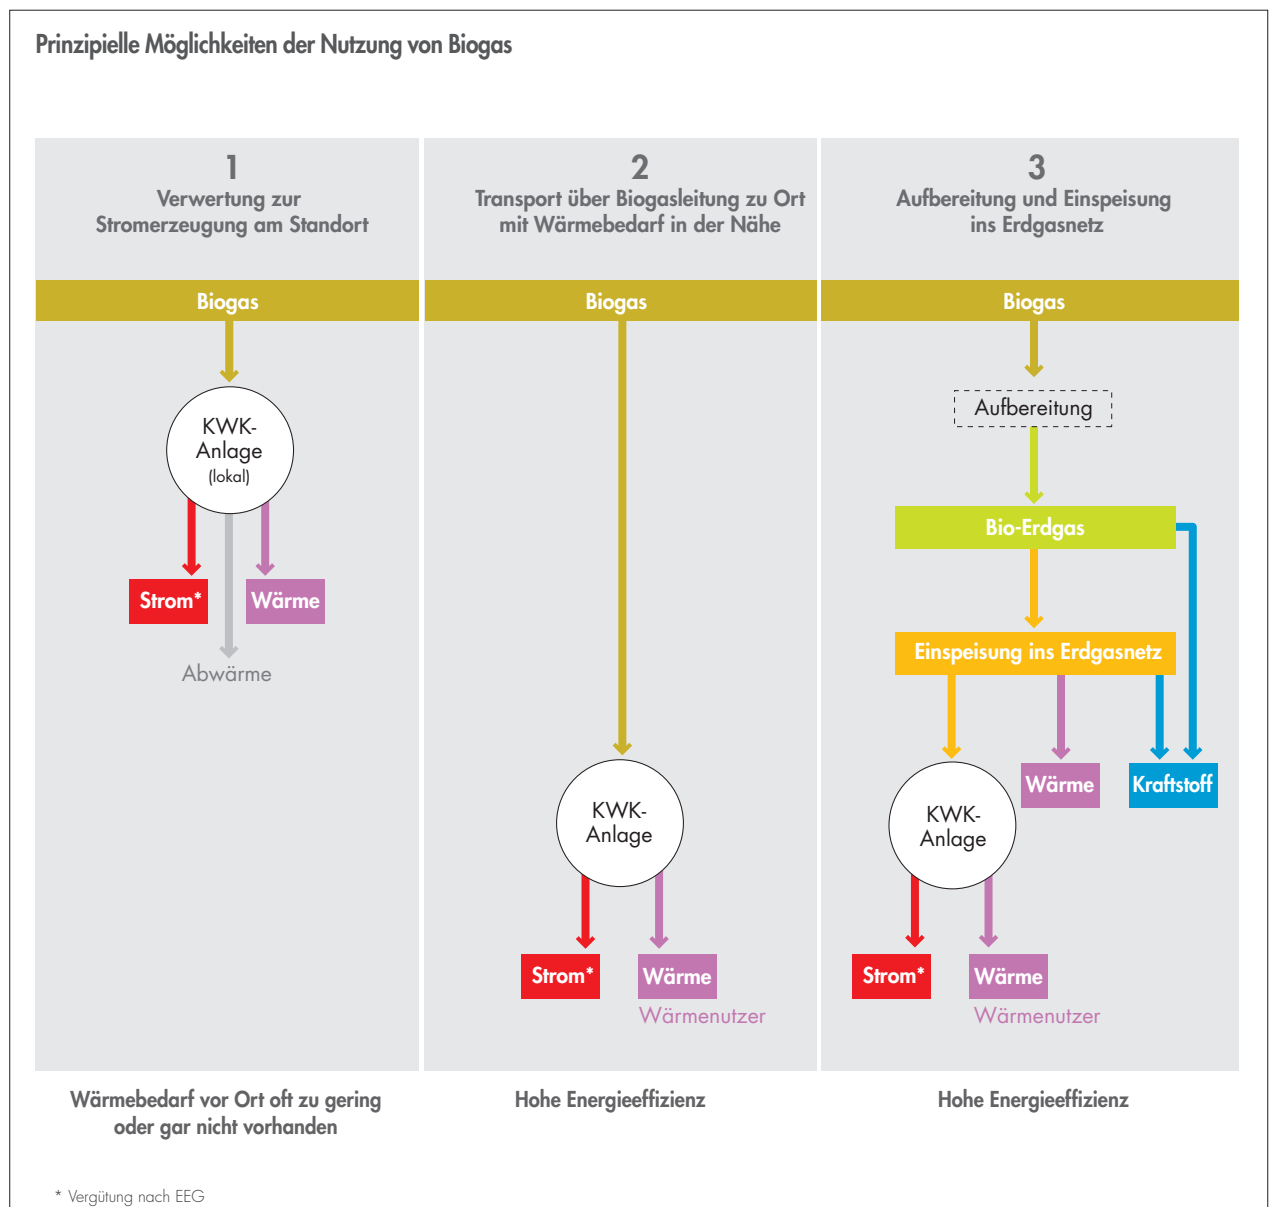 Prinzipielle Möglichkeiten der Nutzung von Biogas
1
Verwertung zur
Stromerzeugung am Standort
Biogas
KWK-
Anlage
(lokal)
Strom*
Wärme
Abwärme
Wärmebedarf vor Ort oft zu gering
oder gar nicht vorhanden
2
Transport über Biogasleitung zu Ort
mit Wärmebedarf in der Nähe
Biogas
KWK-
Anlage
Strom*
Wärme
Wärmenutzer
Hohe Energieeffizienz
3
Aufbereitung und Einspeisung
ins Erdgasnetz
Biogas
Aufbereitung
Bio-Erdgas
Einspeisung ins Erdgasnetz
Wärme
Kraftstoff
KWK-
Anlage
Strom*
Wärme
Wärmenutzer
Hohe Energieeffizienz
* Vergütung nach EEG